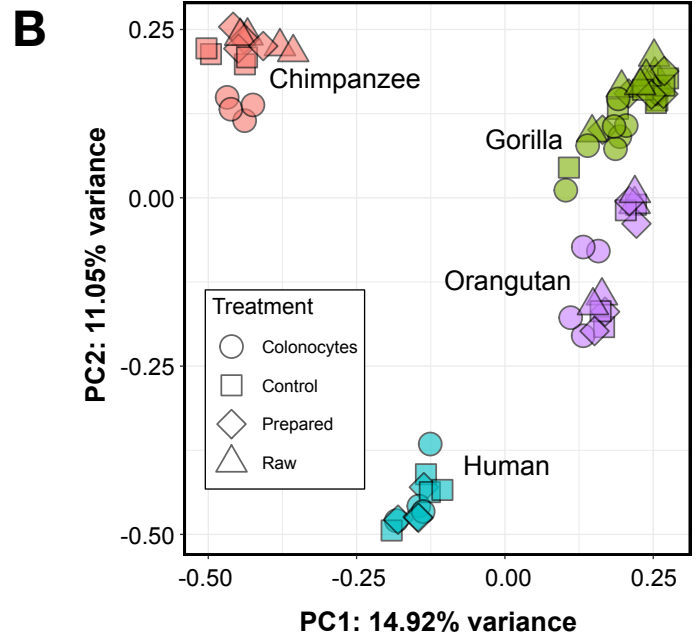 B
0.25
0.00
-0.25
-0.50
PC2: 11.05% variance
Chimpanzee
Gorilla
Orangutan
Human
Treatment
Colonocytes
Control
Prepared
Raw
-0.50
-0.25
0.00
0.25
PC1: 14.92% variance